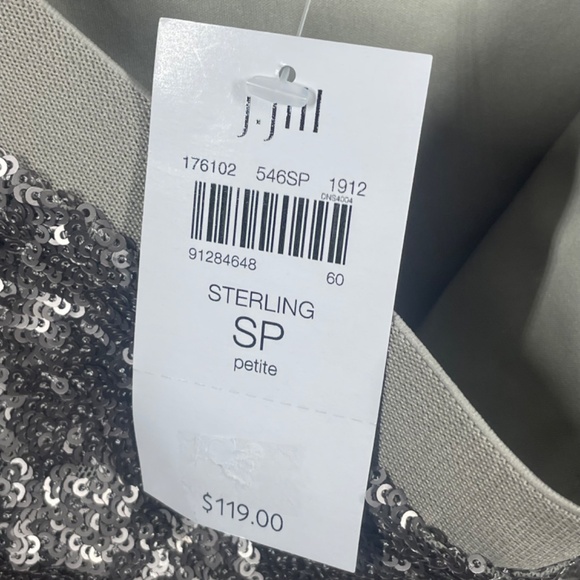 j.jill
176102 546SP 1912
DNS4004
91284648 60
STERLING
SP
petite
$119.00